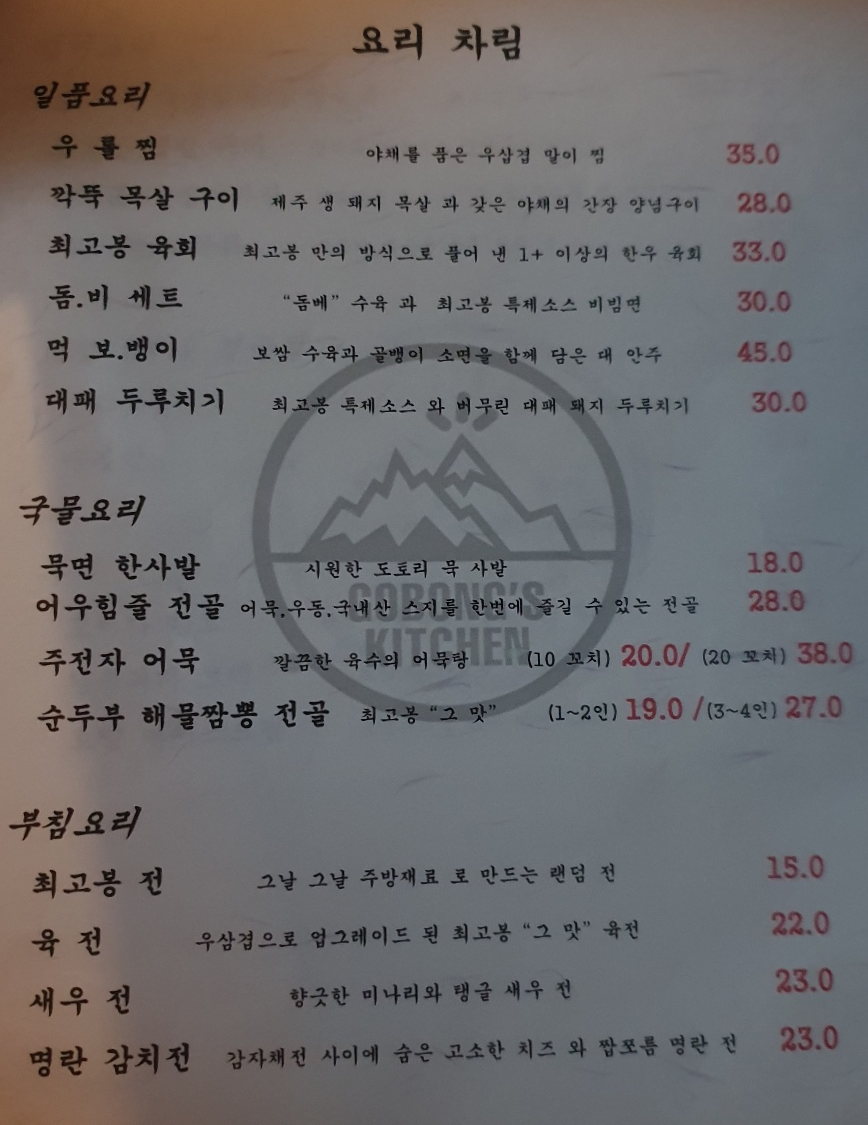 요리 차림
일품요리
우 롤 찜 야채를 품은 우삼겹 말이 찜 35.0
깍뚝 목살 구이 제주 생 돼지 목살 과 갖은 야채의 간장 양념구이 28.0
최고봉 육회 최고봉 만의 방식으로 풀어 낸 1+ 이상의 한우 육회 33.0
돔.비 세트 “돔베” 수육 과 최고봉 특제소스 비빔면 30.0
먹 보.뱅이 보쌈 수육과 골뱅이 소면을 함께 담은 대 안주 45.0
대패 두루치기 최고봉 특제소스 와 버무린 대패 돼지 두루치기 30.0
국물요리
묵면 한사발 시원한 도토리 묵 사발 18.0
어우힘줄 전골 어묵.우동.국내산 스지를 한번에 즐길 수 있는 전골 28.0
주전자 어묵 깔끔한 육수의 어묵탕 (10 꼬치) 20.0/ (20 꼬치) 38.0
순두부 해물짬뽕 전골 최고봉 “그 맛” (1~2인) 19.0 /(3~4인) 27.0
GOBONG'S
KITCHEN
부침요리
최고봉 전 그날 그날 주방재료 로 만드는 랜덤 전 15.0
육 전 우삼겹으로 업그레이드 된 최고봉 “그 맛” 육전 22.0
새우 전 향긋한 미나리와 탱글 새우 전 23.0
명란 감치전 감자채전 사이에 숨은 고소한 치즈 와 짭쪼름 명란 전 23.0